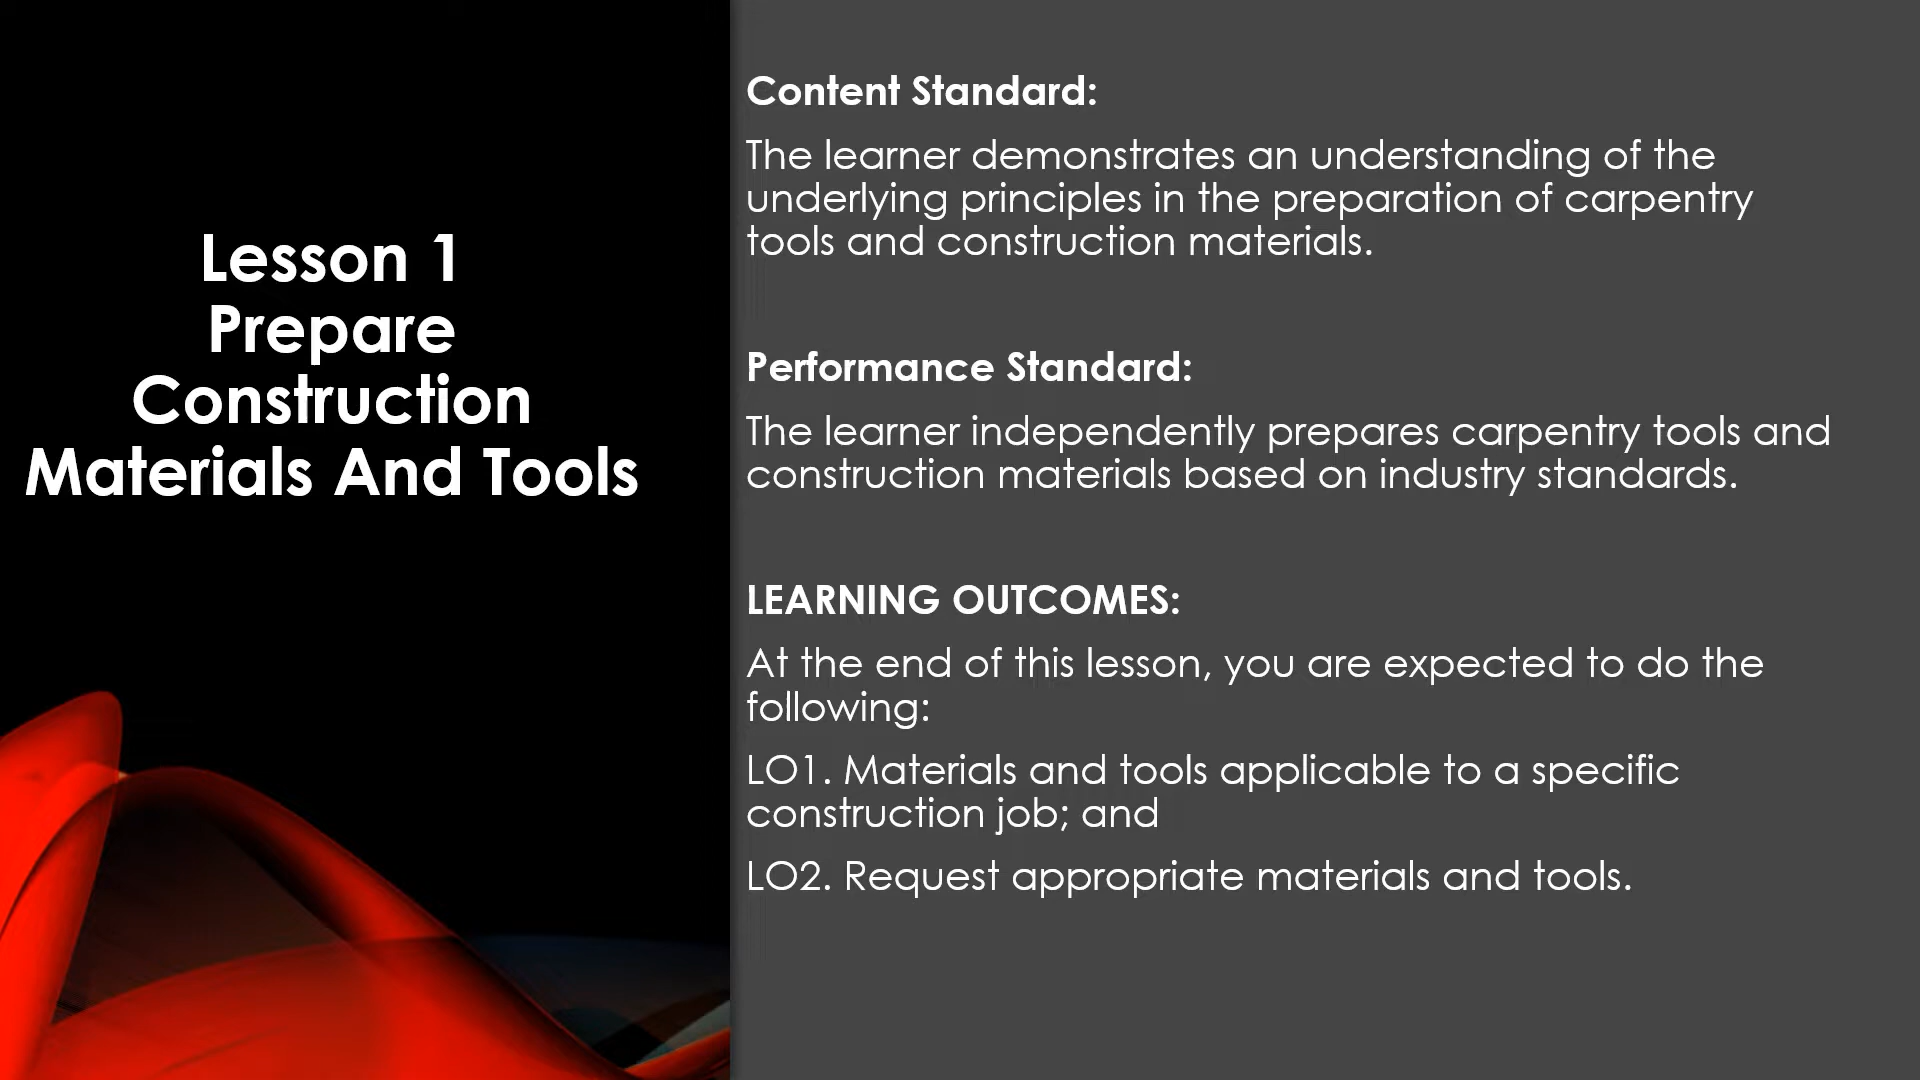 Lesson 1
Prepare
Construction
Materials And Tools
Content Standard:
The learner demonstrates an understanding of the
underlying principles in the preparation of carpentry
tools and construction materials.
Performance Standard:
The learner independently prepares carpentry tools and
construction materials based on industry standards.
LEARNING OUTCOMES:
At the end of this lesson, you are expected to do the
following:
LO1. Materials and tools applicable to a specific
construction job; and
LO2. Request appropriate materials and tools.